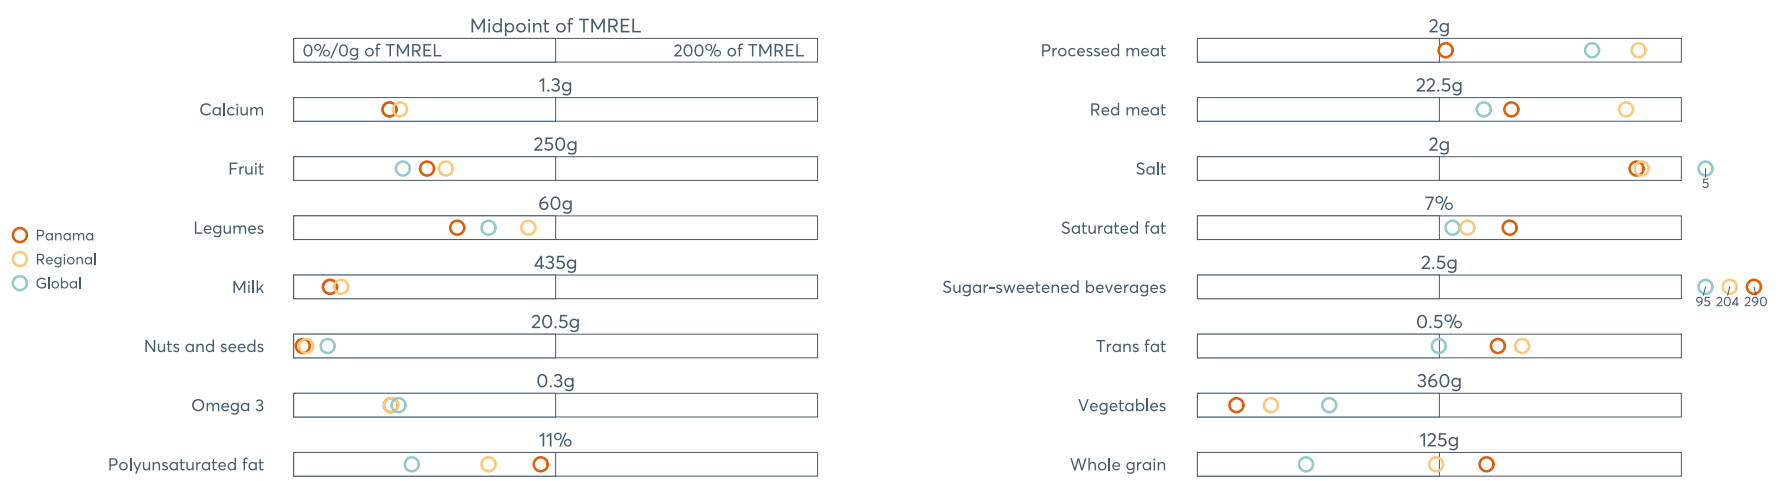 Midpoint of TMREL
0%/0g of TMREL 200% of TMREL
1.3g
Calcium
250g
Fruit
60g
Legumes
435g
Milk
20.5g
Nuts and seeds
0.3g
Omega 3
11%
Polyunsaturated fat
Panama
Regional
Global
2g
Processed meat
22.5g
Red meat
2g
Salt
5
7%
Saturated fat
2.5g
Sugar-sweetened beverages
95 204 290
0.5%
Trans fat
360g
Vegetables
125g
Whole grain